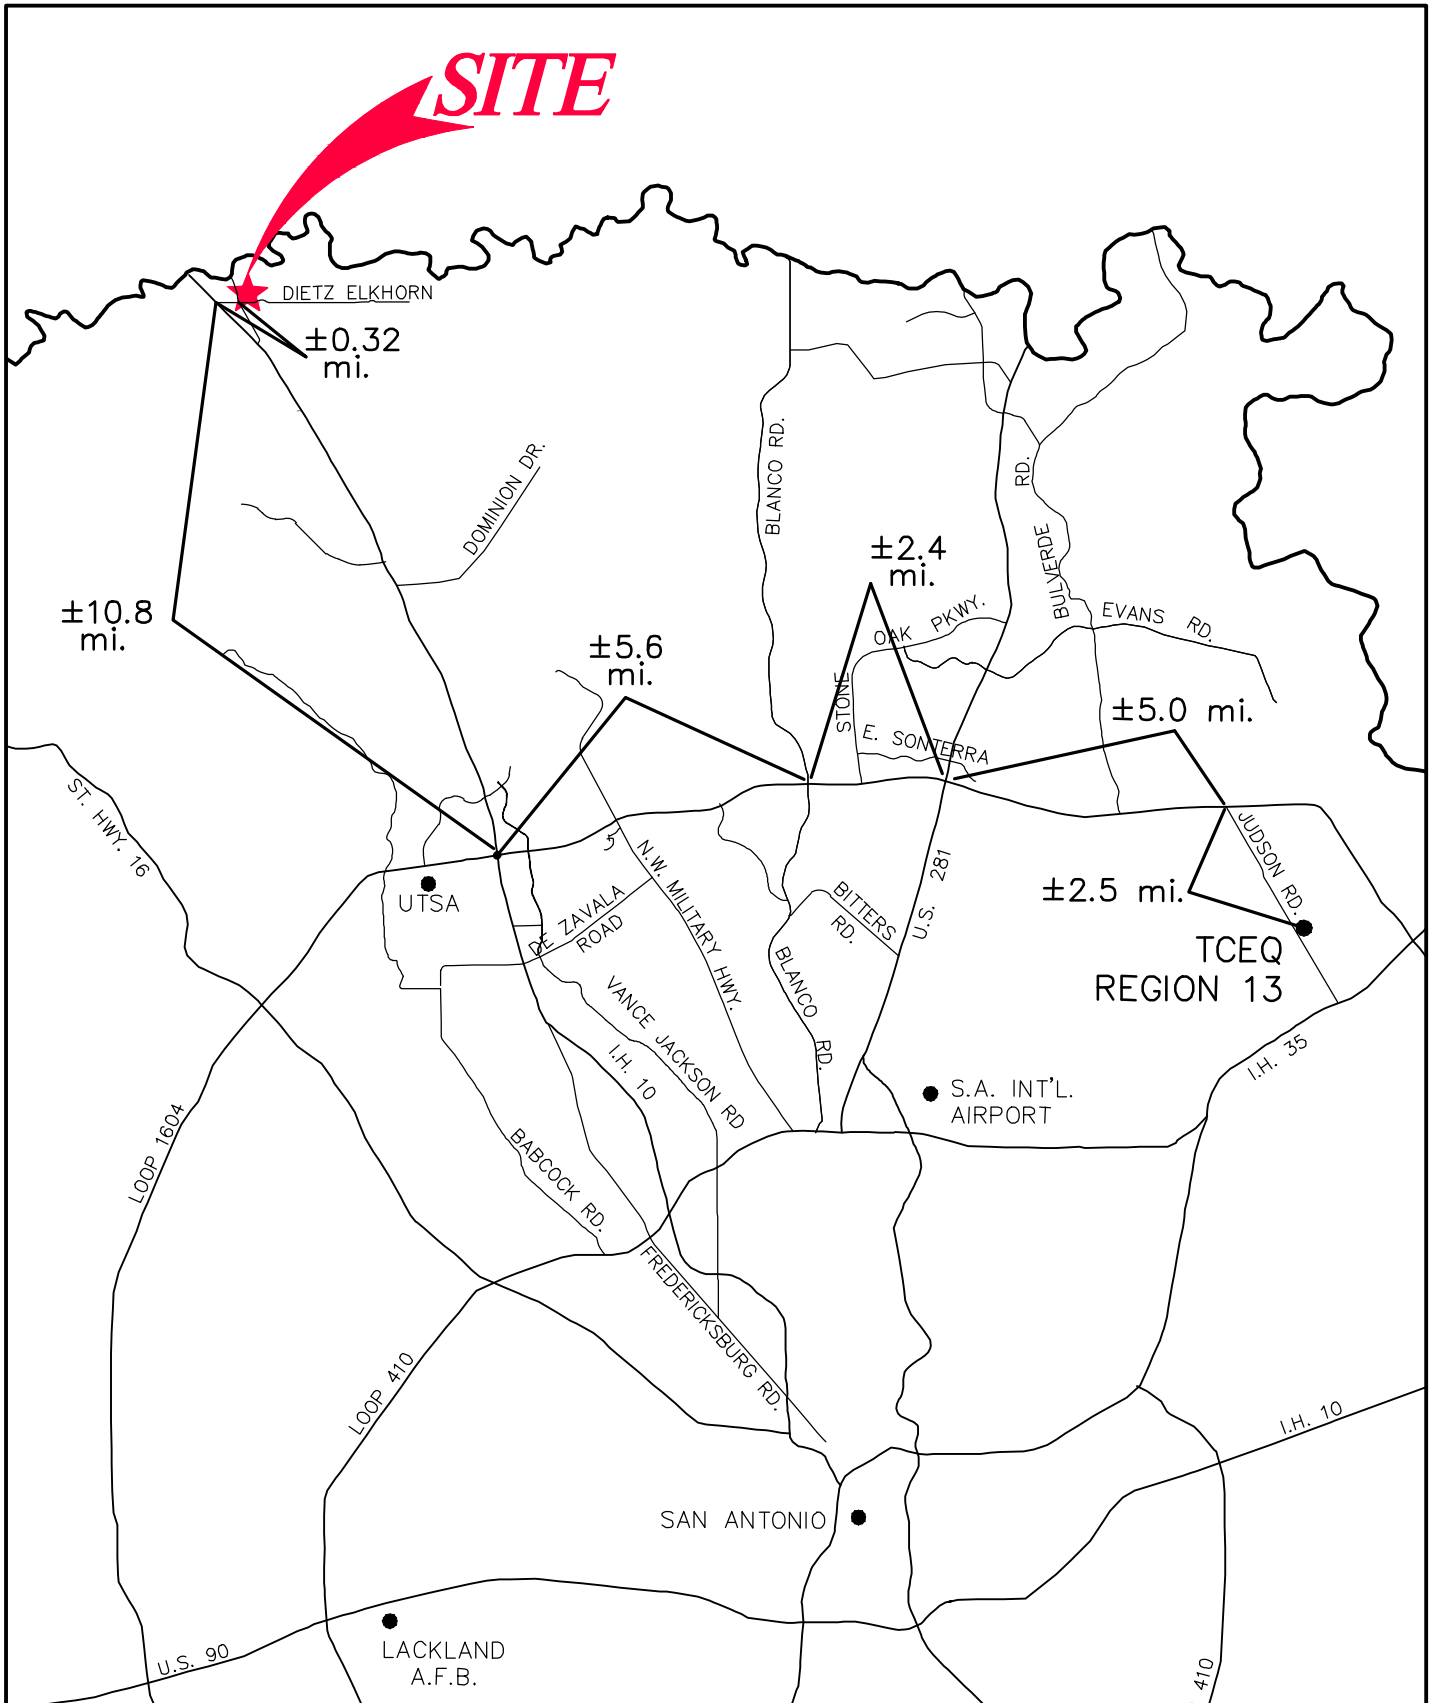 SITE
DIETZ ELKHORN
±0.32
mi.
DOMINION DR.
BLANCO RD.
RD.
BULVERDE
±2.4
mi.
±10.8
mi.
±5.6
mi.
OAK PKWY.
EVANS RD.
STONE
E. SONTERRA
±5.0 mi.
ST. HWY. 16
JUDSON RD.
±2.5 mi.
UTSA
N.W. MILITARY HWY.
DE ZAVALA
ROAD
BITTERS
RD.
U.S. 281
TCEQ
REGION 13
BLANCO RD.
VANCE JACKSON RD
I.H. 10
I.H. 35
S.A. INT'L.
AIRPORT
LOOP 1604
BABCOCK RD.
FREDERICKSBURG RD.
LOOP 410
I.H. 10
SAN ANTONIO
LACKLAND
A.F.B.
U.S. 90
410